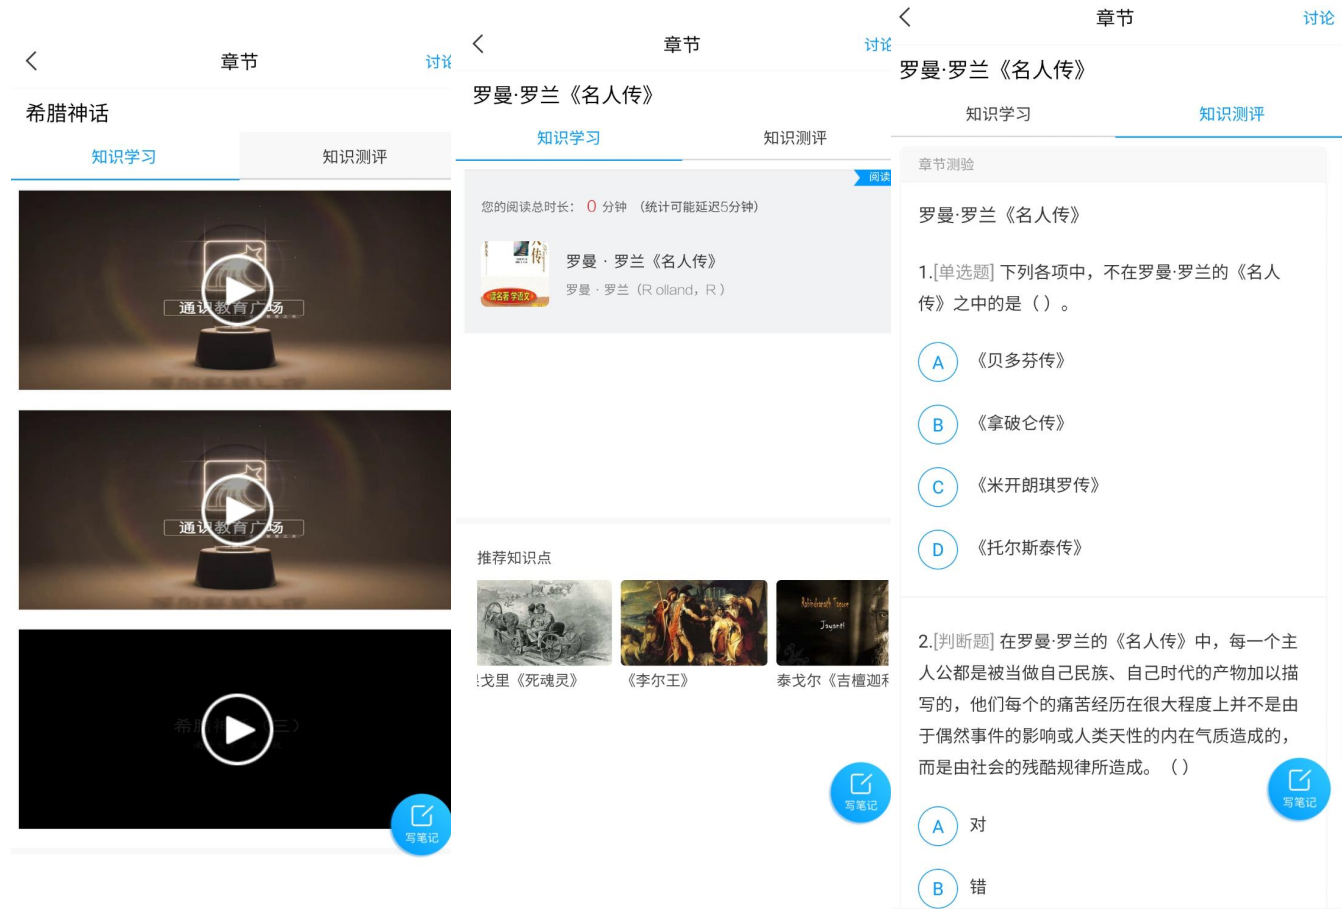 章节
希腊神话
知识学习
知识测评
通识教育广场
通识教育广场
写笔记
章节
罗曼·罗兰《名人传》
知识学习
知识测评
阅读
您的阅读总时长： 0 分钟 （统计可能延迟5分钟）
罗曼 · 罗兰《名人传》
罗曼 · 罗兰（R olland，R ）
读名著 学语文
推荐知识点
戈里《死魂灵》
《李尔王》
泰戈尔《吉檀迦利
Rabindranath Tagore
Jayanti
写笔记
章节
讨论
罗曼·罗兰《名人传》
知识学习
知识测评
章节测验
罗曼·罗兰《名人传》
1.[单选题] 下列各项中，不在罗曼·罗兰的《名人
传》之中的是（ ）。
A 《贝多芬传》
B 《拿破仑传》
C 《米开朗琪罗传》
D 《托尔斯泰传》
2.[判断题] 在罗曼·罗兰的《名人传》中，每一个主
人公都是被当做自己民族、自己时代的产物加以描
写的，他们每个的痛苦经历在很大程度上并不是由
于偶然事件的影响或人类天性的内在气质造成的，
而是由社会的残酷规律所造成。（ ）
写笔记
A 对
B 错